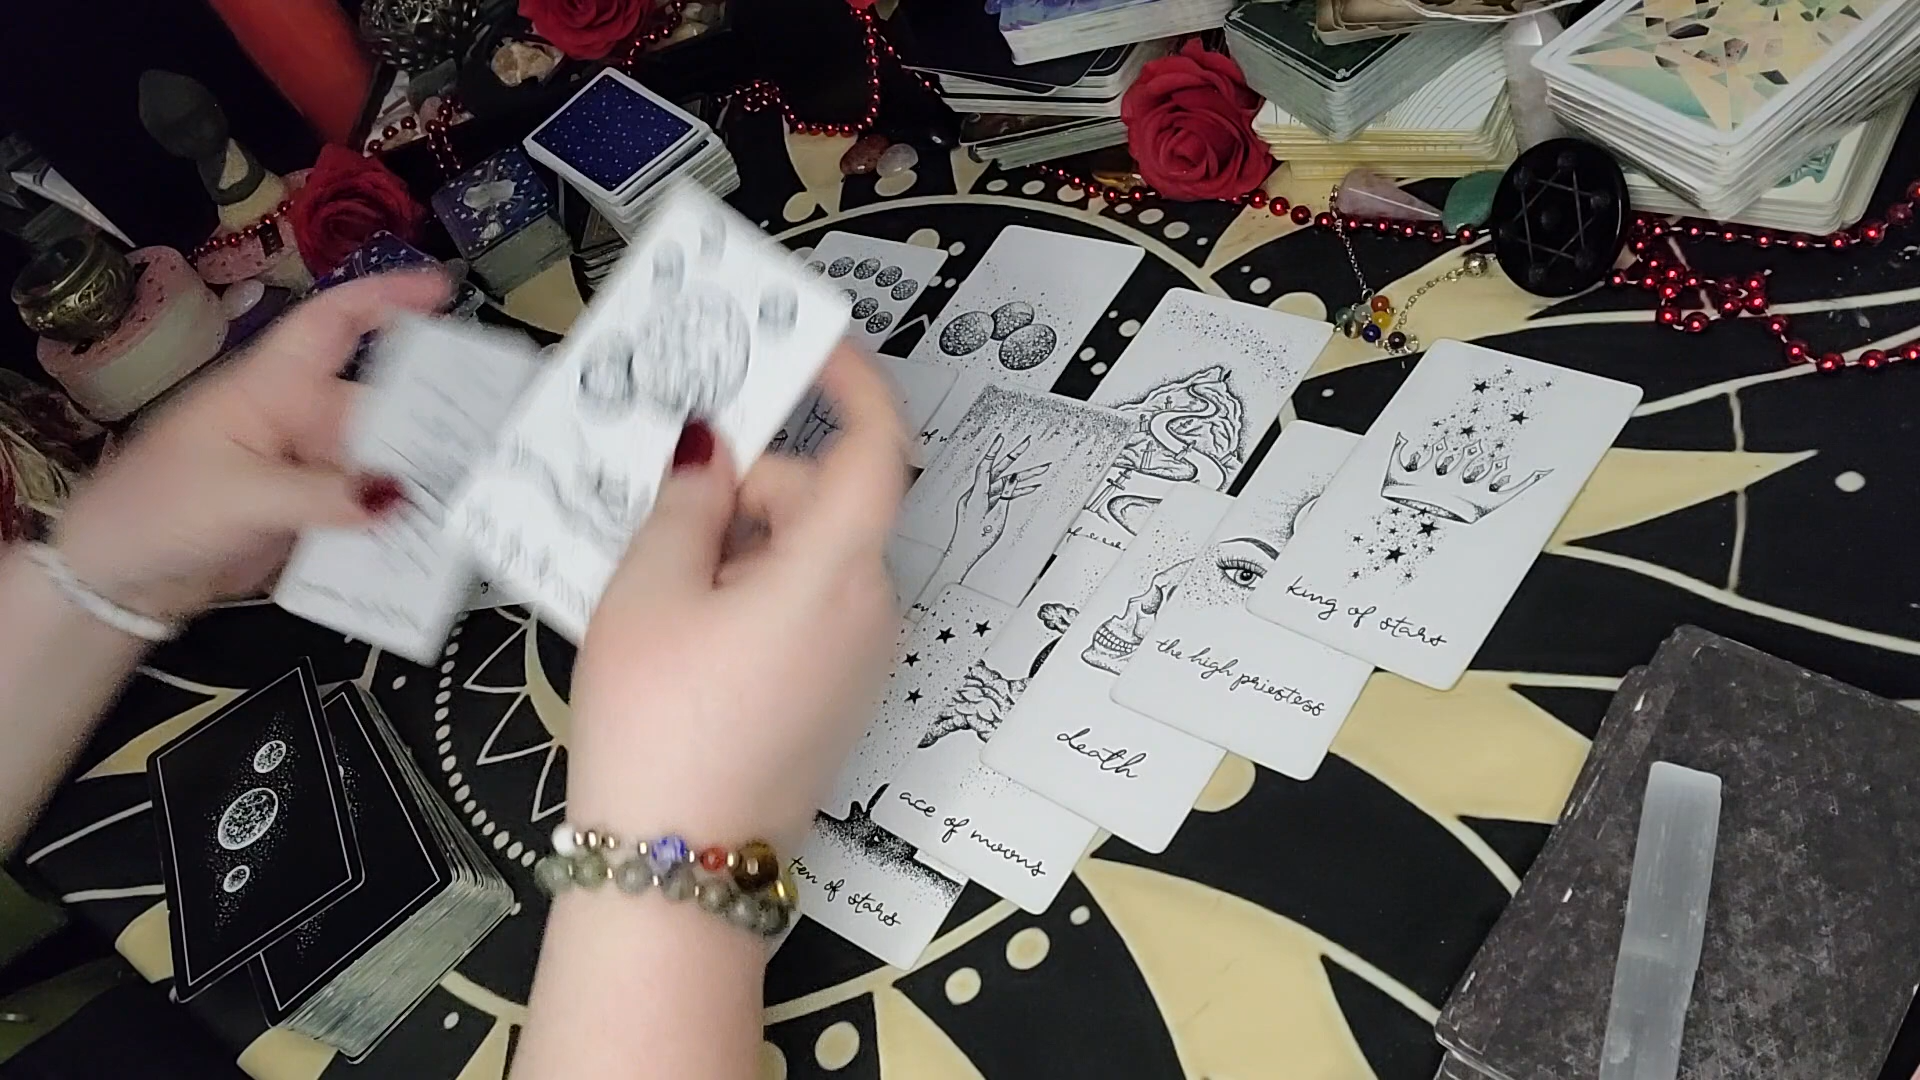 king of stars
the high priestess
death
ace of moons
ten of stars